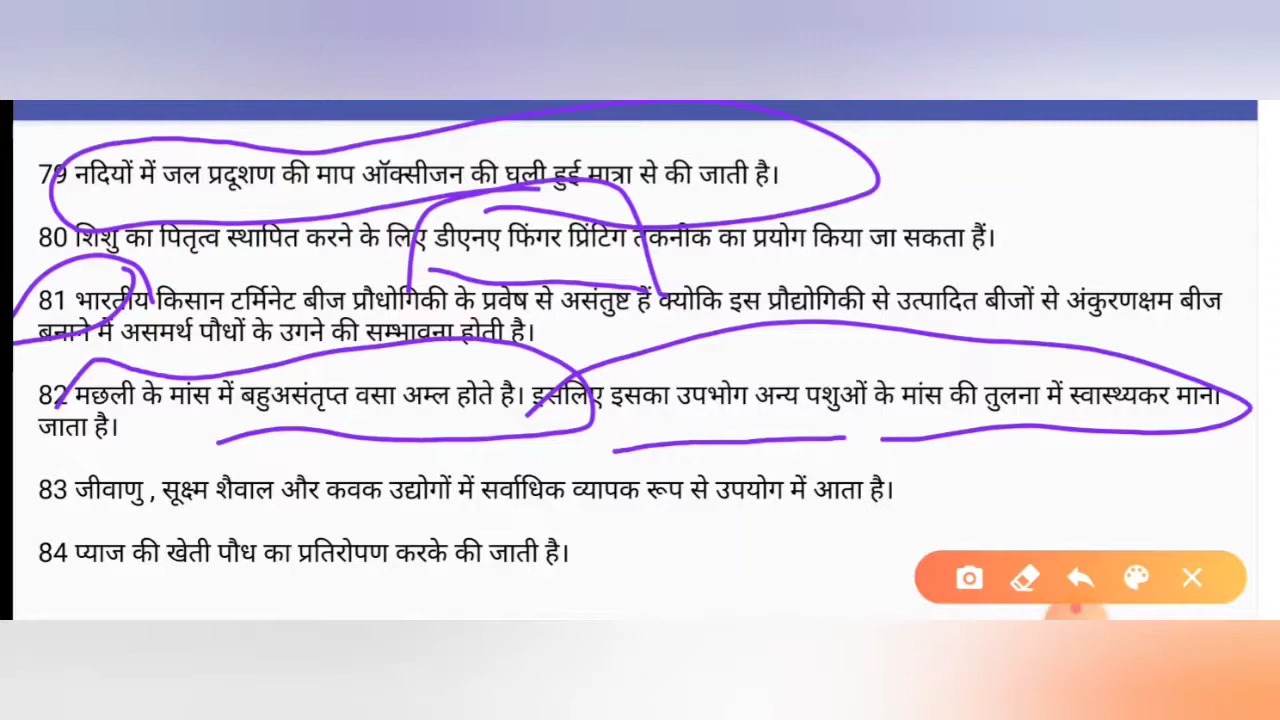 79 नदियों में जल प्रदूशण की माप ऑक्सीजन की घुली हुई मात्रा से की जाती है।
80 शिशु का पितृत्व स्थापित करने के लिए डीएनए फिंगर प्रिंटिग तकनीक का प्रयोग किया जा सकता हैं।
81 भारतीय किसान टर्मिनेट बीज प्रौधोगिकी के प्रवेष से असंतुष्ट हैं क्योकि इस प्रौद्योगिकी से उत्पादित बीजों से अंकुरणक्षम बीज
बनाने में असमर्थ पौधों के उगने की सम्भावना होती है।
82 मछली के मांस में बहुअसंतृप्त वसा अम्ल होते है। इसलिए इसका उपभोग अन्य पशुओं के मांस की तुलना में स्वास्थ्यकर माना
जाता है।
83 जीवाणु , सूक्ष्म शैवाल और कवक उद्योगों में सर्वाधिक व्यापक रूप से उपयोग में आता है।
84 प्याज की खेती पौध का प्रतिरोपण करके की जाती है।